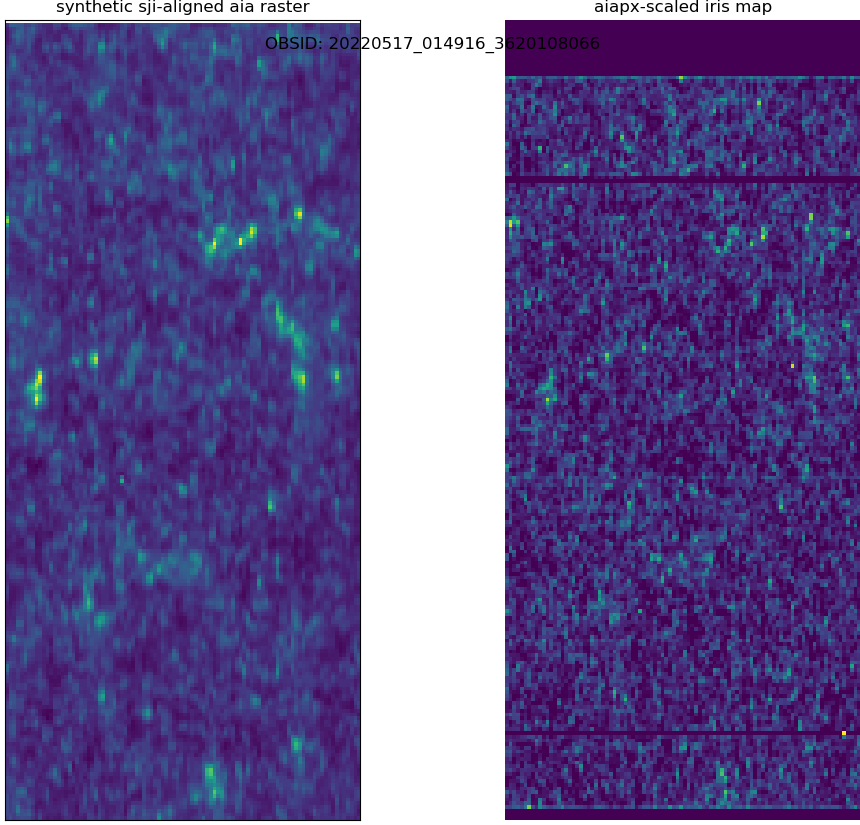 synthetic sji-aligned aia raster
aiapx-scaled iris map
OBSID: 20220517_014916_3620108066